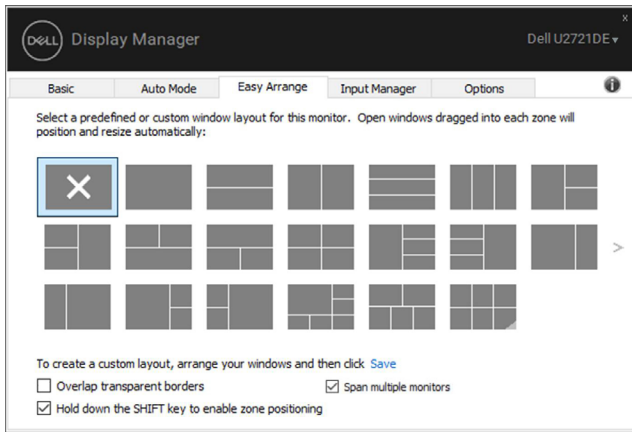 DELL Display Manager
Dell U2721DE
x
Basic Auto Mode Easy Arrange Input Manager Options
Select a predefined or custom window layout for this monitor. Open windows dragged into each zone will
position and resize automatically:
To create a custom layout, arrange your windows and then click Save
Overlap transparent borders
Span multiple monitors
Hold down the SHIFT key to enable zone positioning